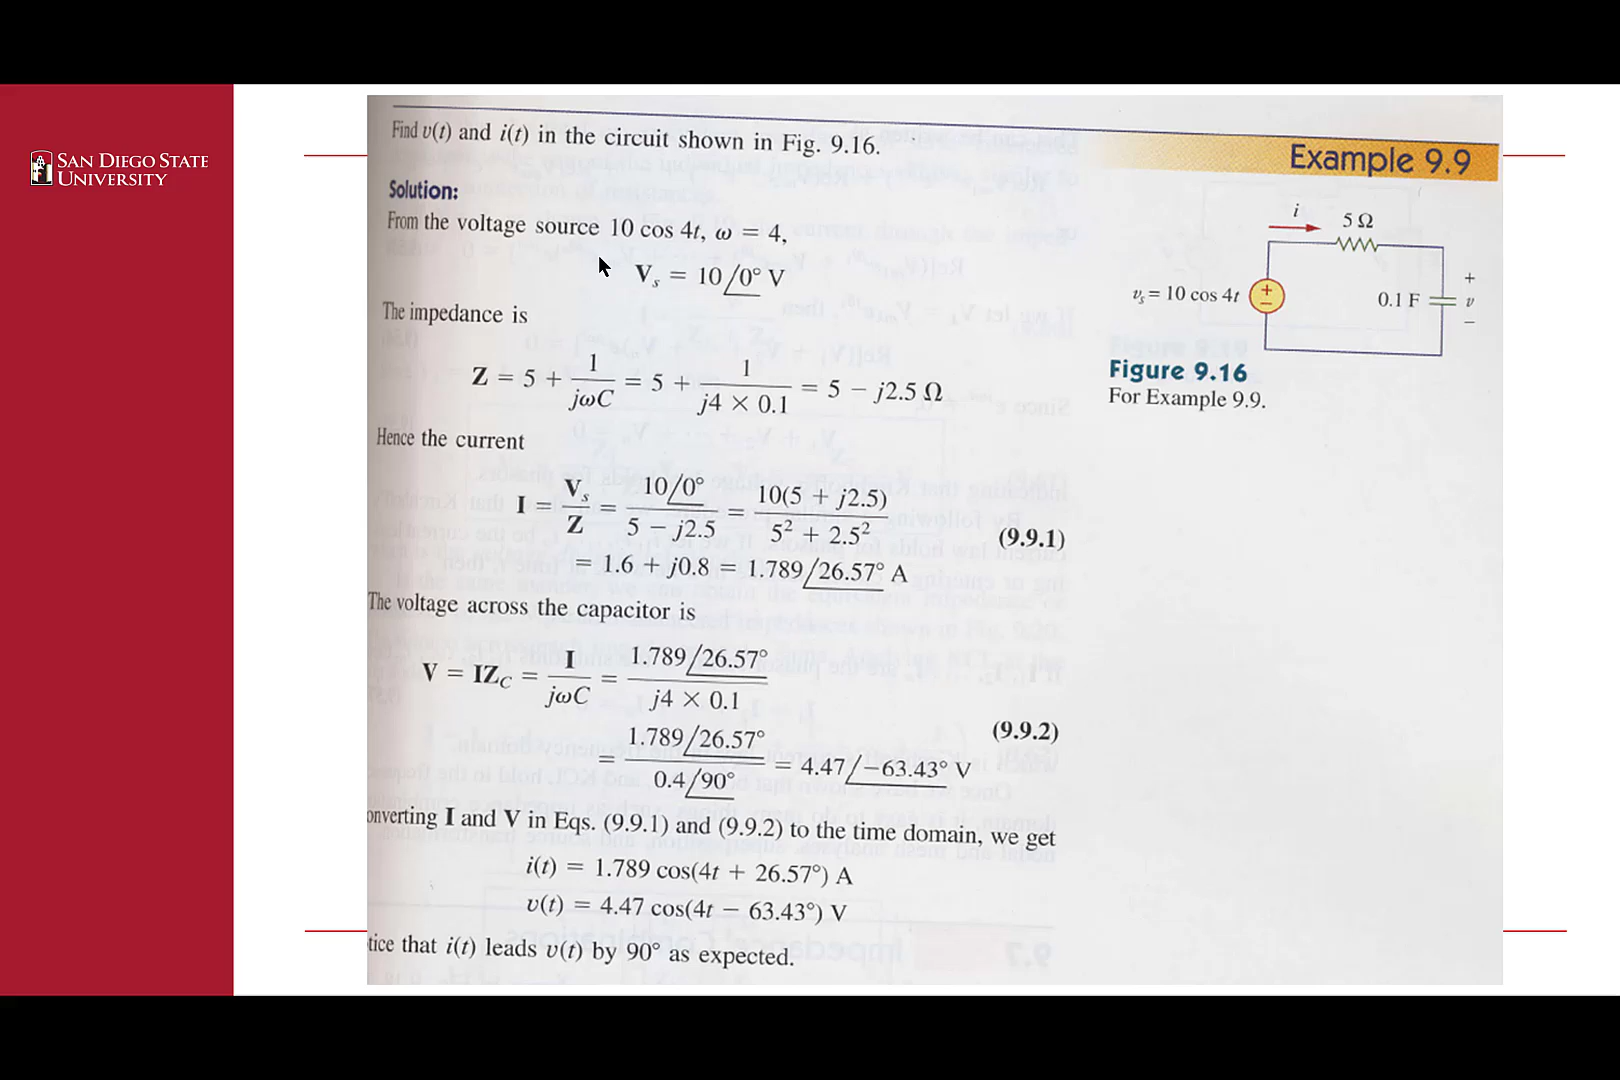 SAN DIEGO STATE
UNIVERSITY
Find v(t) and i(t) in the circuit shown in Fig. 9.16.
Example 9.9
Solution:
From the voltage source 10 cos 4t, ω = 4,
V_s = 10/0° V
The impedance is
Z = 5 + 1/(jωC) = 5 + 1/(j4 × 0.1) = 5 − j2.5 Ω
Hence the current
I = V_s/Z = 10/0° / (5 − j2.5) = 10(5 + j2.5) / (5² + 2.5²)
(9.9.1)
= 1.6 + j0.8 = 1.789/26.57° A
The voltage across the capacitor is
V = IZ_C = I/(jωC) = 1.789/26.57° / (j4 × 0.1)
= 1.789/26.57° / 0.4/90° = 4.47/−63.43° V
(9.9.2)
onverting I and V in Eqs. (9.9.1) and (9.9.2) to the time domain, we get
i(t) = 1.789 cos(4t + 26.57°) A
v(t) = 4.47 cos(4t − 63.43°) V
tice that i(t) leads v(t) by 90° as expected.
i
5 Ω
v_s = 10 cos 4t
+
−
0.1 F
+
v
−
Figure 9.16
For Example 9.9.